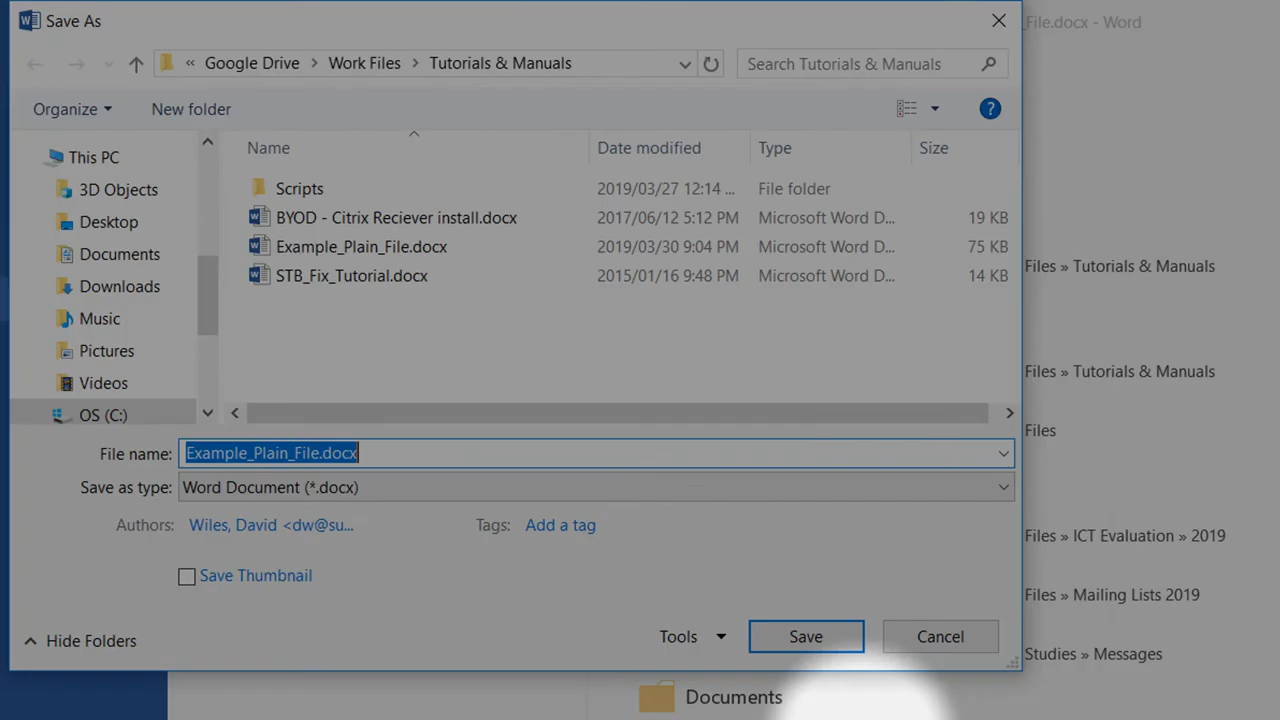 Save As
_File.docx - Word
« Google Drive > Work Files > Tutorials & Manuals
Search Tutorials & Manuals
Organize
New folder
?
Name
Date modified
Type
Size
This PC
3D Objects
Desktop
Documents
Downloads
Music
Pictures
Videos
OS (C:)
Scripts 2019/03/27 12:14 ... File folder
BYOD - Citrix Reciever install.docx 2017/06/12 5:12 PM Microsoft Word D... 19 KB
Example_Plain_File.docx 2019/03/30 9:04 PM Microsoft Word D... 75 KB
STB_Fix_Tutorial.docx 2015/01/16 9:48 PM Microsoft Word D... 14 KB
File name: Example_Plain_File.docx
Save as type: Word Document (*.docx)
Authors: Wiles, David <dw@su...
Tags: Add a tag
Save Thumbnail
Hide Folders
Tools
Save
Cancel
Files » Tutorials & Manuals
Files » Tutorials & Manuals
Files
Files » ICT Evaluation » 2019
Files » Mailing Lists 2019
Studies » Messages
Documents